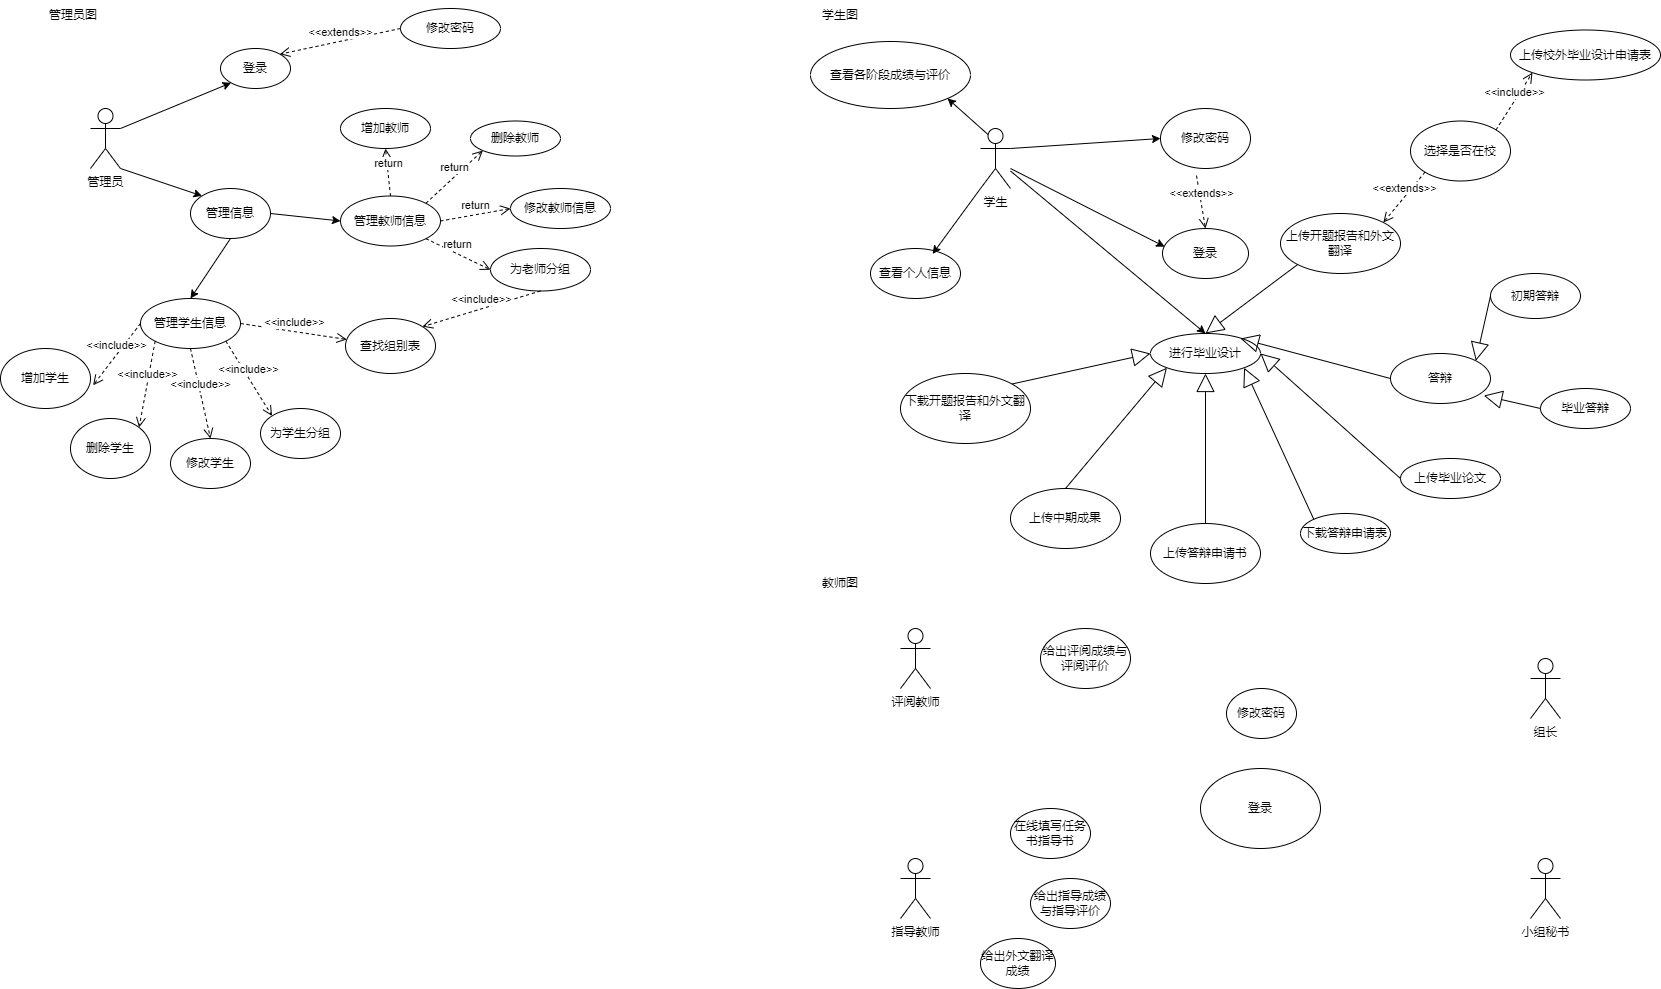 管理员图
修改密码
<<extends>>
登录
管理员
增加教师
删除教师
return
return
管理信息
管理教师信息
return
修改教师信息
return
为老师分组
<<include>>
管理学生信息
<<include>>
查找组别表
<<include>>
增加学生
<<include>>
<<include>>
<<include>>
删除学生
修改学生
为学生分组
学生图
查看各阶段成绩与评价
上传校外毕业设计申请表
<<include>>
修改密码
选择是否在校
学生
<<extends>>
<<extends>>
上传开题报告和外文
翻译
登录
查看个人信息
初期答辩
进行毕业设计
答辩
下载开题报告和外文翻
译
毕业答辩
上传毕业论文
上传中期成果
下载答辩申请表
上传答辩申请书
教师图
给出评阅成绩与
评阅评价
评阅教师
修改密码
组长
登录
在线填写任务
书指导书
给出指导成绩
与指导评价
指导教师
小组秘书
给出外文翻译
成绩